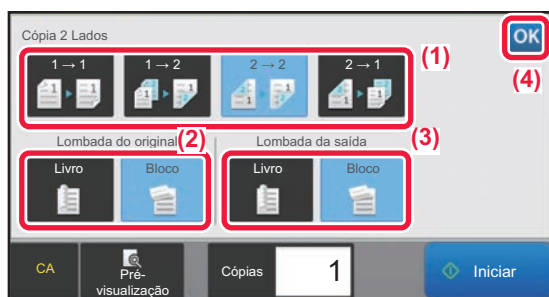 Cópia 2 Lados
OK
(1)
(4)
1 → 1
1 → 2
2 → 2
2 → 1
Lombada do original
(2)
Lombada da saída
(3)
Livro
Bloco
Livro
Bloco
CA
Pré-
visualização
Cópias
1
Iniciar